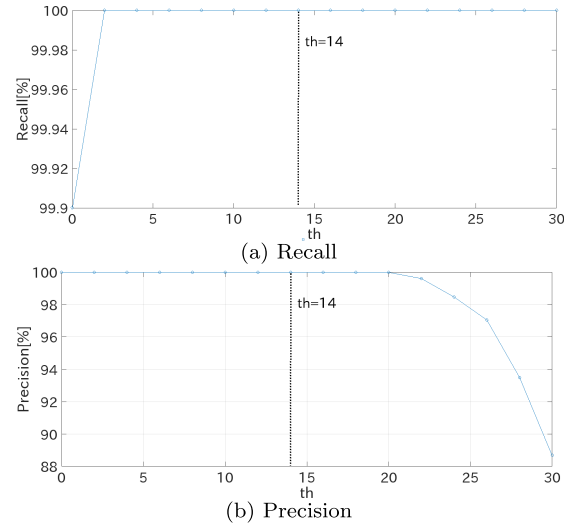 100
99.98
99.96
99.94
99.92
99.9
Recall[%]
th=14
0 5 10 15 20 25 30
th
(a) Recall
100
98
96
94
92
90
88
Precision[%]
th=14
0 5 10 15 20 25 30
th
(b) Precision